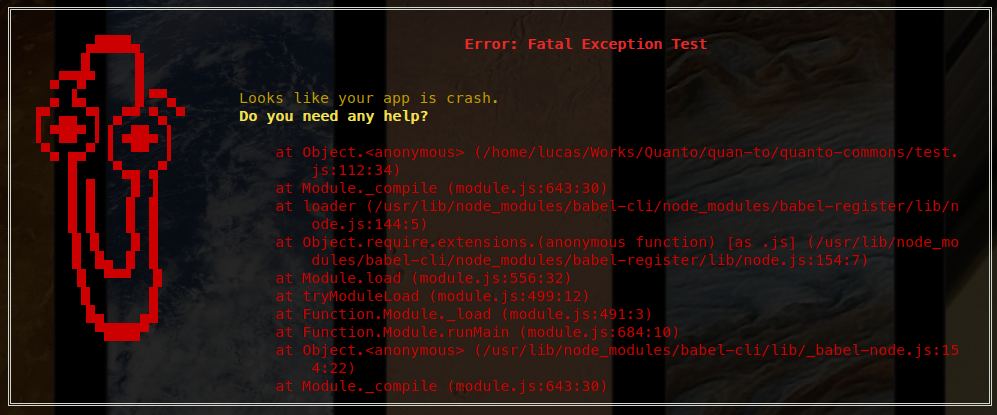 Error: Fatal Exception Test
Looks like your app is crash.
Do you need any help?
at Object.<anonymous> (/home/lucas/Works/Quanto/quan-to/quanto-commons/test.
js:112:34)
at Module._compile (module.js:643:30)
at loader (/usr/lib/node_modules/babel-cli/node_modules/babel-register/lib/n
ode.js:144:5)
at Object.require.extensions.(anonymous function) [as .js] (/usr/lib/node_mo
dules/babel-cli/node_modules/babel-register/lib/node.js:154:7)
at Module.load (module.js:556:32)
at tryModuleLoad (module.js:499:12)
at Function.Module._load (module.js:491:3)
at Function.Module.runMain (module.js:684:10)
at Object.<anonymous> (/usr/lib/node_modules/babel-cli/lib/_babel-node.js:15
4:22)
at Module._compile (module.js:643:30)